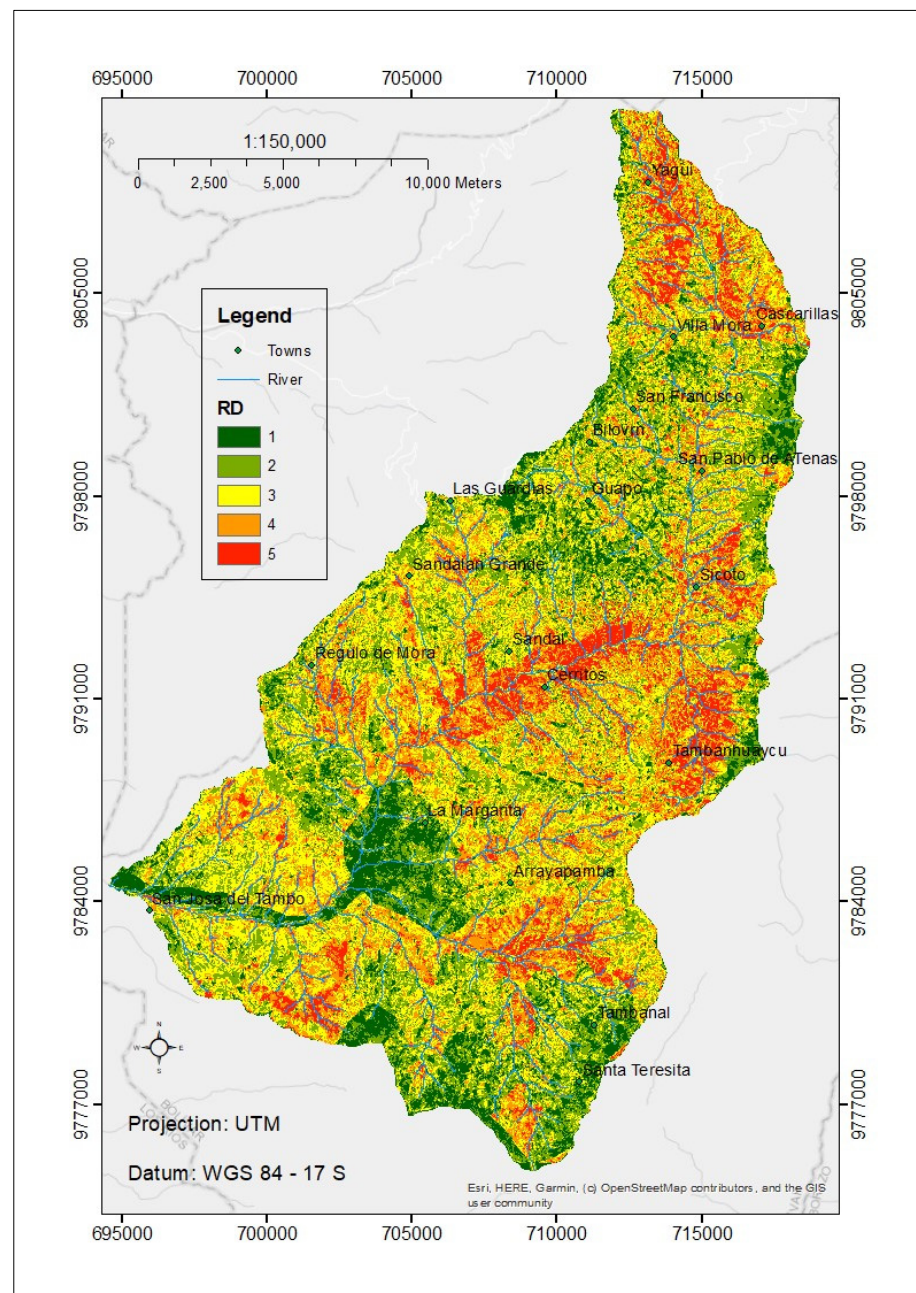 695000 700000 705000 710000 715000
1:150,000
0 2,500 5,000 10,000 Meters
Yagui
9805000 9805000
Legend
Towns
River
RD
1
2
3
4
5
Cascarillas
Villa Mora
San Francisco
San Pablo de ATenas
Las Guardias
Guapo
9798000 9798000
Sandalan Grande
Sicoto
Sandal
Regulo de Mora
Cerritos
9791000 9791000
Tambanhuaycu
La Margarita
Arrayapamba
9784000 9784000
San Josa del Tambo
Tambanal
Santa Teresita
N
W E
S
9777000 9777000
BOLIVAR
Projection: UTM
Datum: WGS 84 - 17 S
Esri, HERE, Garmin, (c) OpenStreetMap contributors, and the GIS
user community
695000 700000 705000 710000 715000